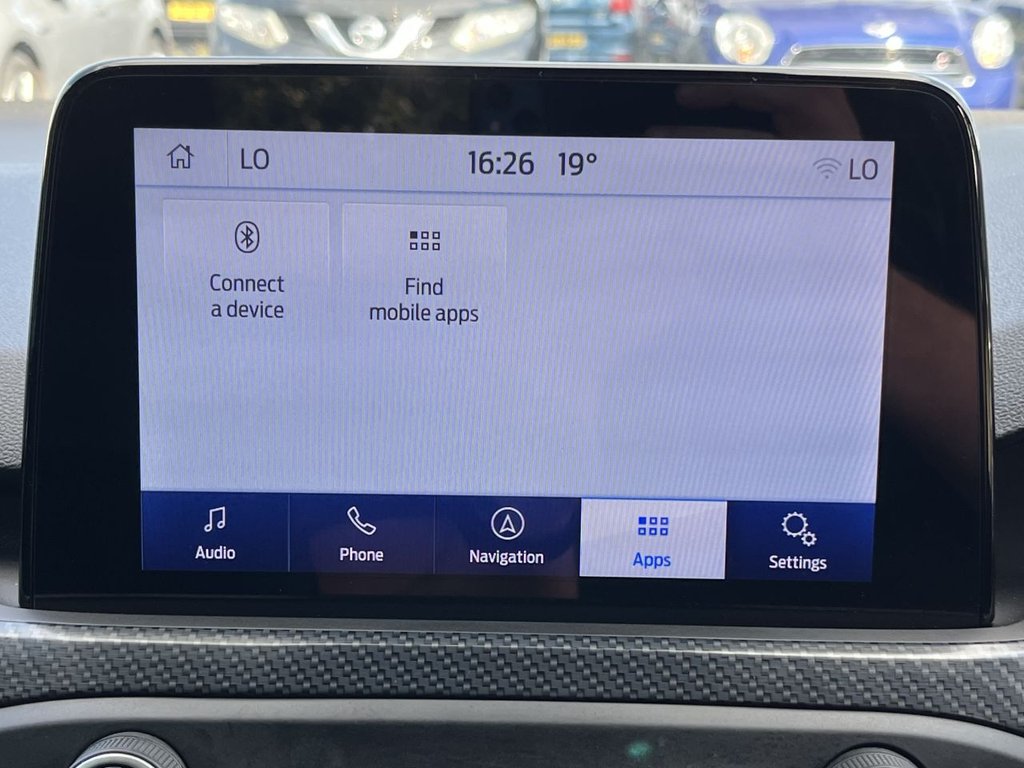 LO 16:26 19° LO
Connect
a device
Find
mobile apps
Audio Phone Navigation Apps Settings